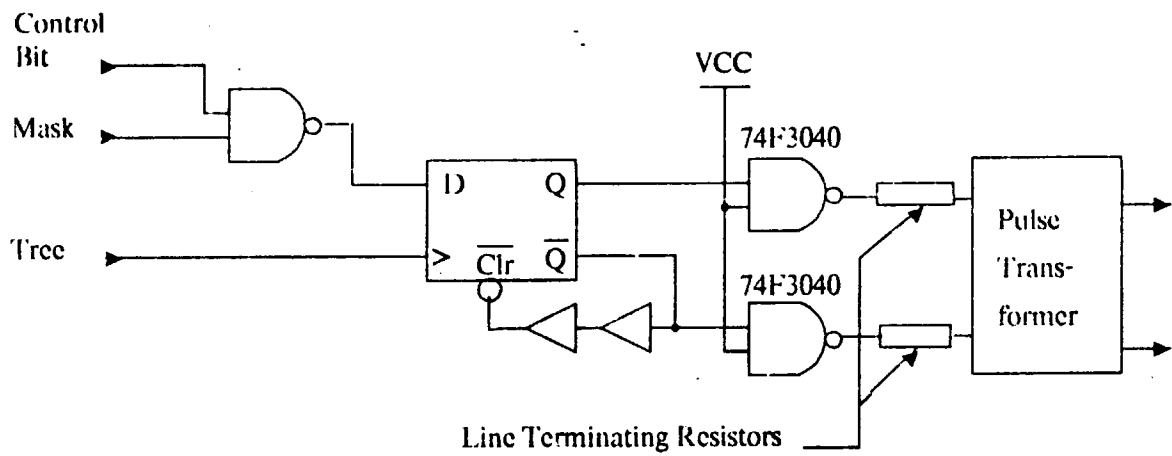 Control
Bit
Mask
Tree
D
Q
>
Clr
Q
VCC
74F3040
74F3040
Pulse
Trans-
former
Line Terminating Resistors